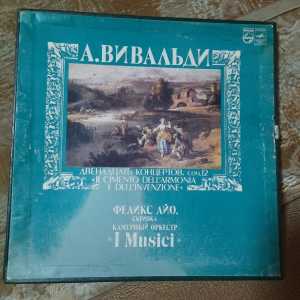 А.ВИВАЛЬДИ
ДВЕНАДЦАТЬ КОНЦЕРТОВ, СОЧ.12
«IL CIMENTO DELL'ARMONIA
E DELL'INVENZIONE»
ФЕЛИКС АЙО,
СКРИПКА
КАМЕРНЫЙ ОРКЕСТР
«I Musici»